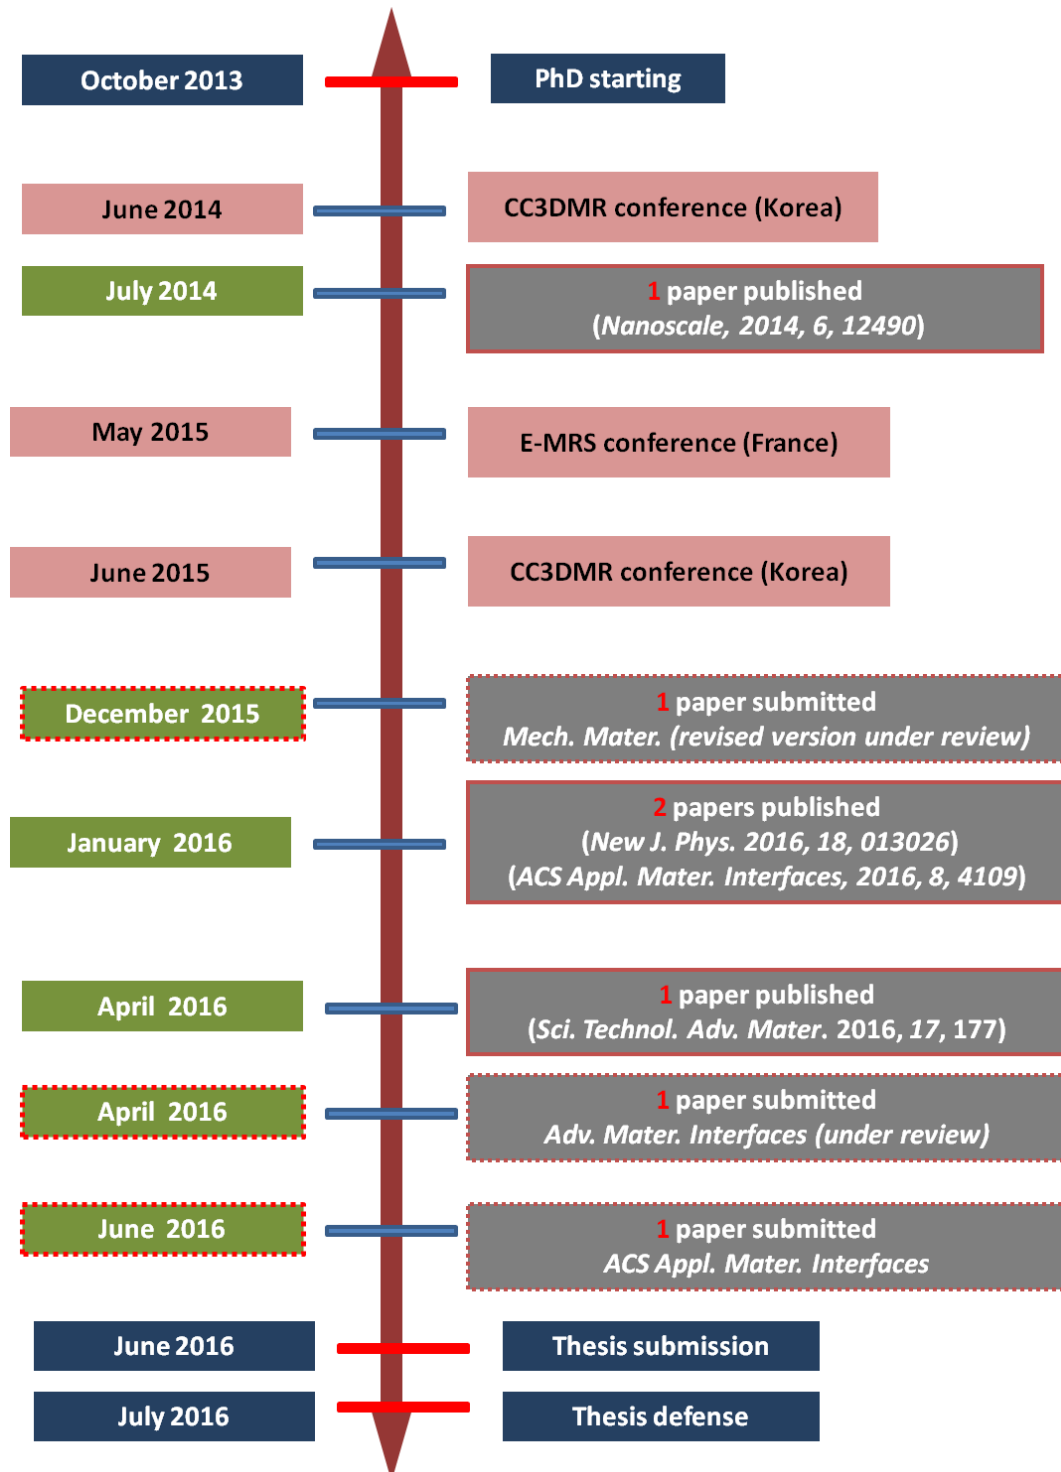 October 2013
PhD starting
June 2014
CC3DMR conference (Korea)
July 2014
1 paper published
(Nanoscale, 2014, 6, 12490)
May 2015
E-MRS conference (France)
June 2015
CC3DMR conference (Korea)
December 2015
1 paper submitted
Mech. Mater. (revised version under review)
January 2016
2 papers published
(New J. Phys. 2016, 18, 013026)
(ACS Appl. Mater. Interfaces, 2016, 8, 4109)
April 2016
1 paper published
(Sci. Technol. Adv. Mater. 2016, 17, 177)
April 2016
1 paper submitted
Adv. Mater. Interfaces (under review)
June 2016
1 paper submitted
ACS Appl. Mater. Interfaces
June 2016
Thesis submission
July 2016
Thesis defense